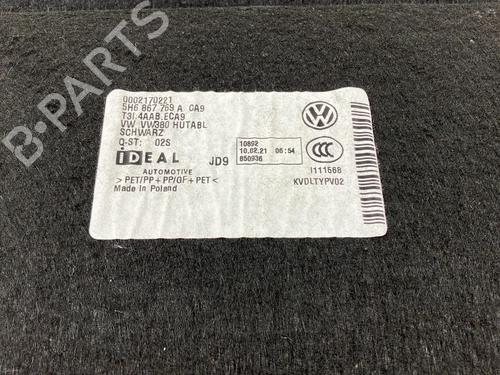 0002170221
5H6 867 769 A CA9
T3I.4AAB.ECA9
VW VW380 HUTABL
SCHWARZ
Q-ST: 02S
IDEAL
AUTOMOTIVE
> PET/PP + PP/GF + PET <
Made in Poland
JD9
10892
10.02.21 06:54
850936
CCC
I111568
KVDLTYPV02
B-PARTS